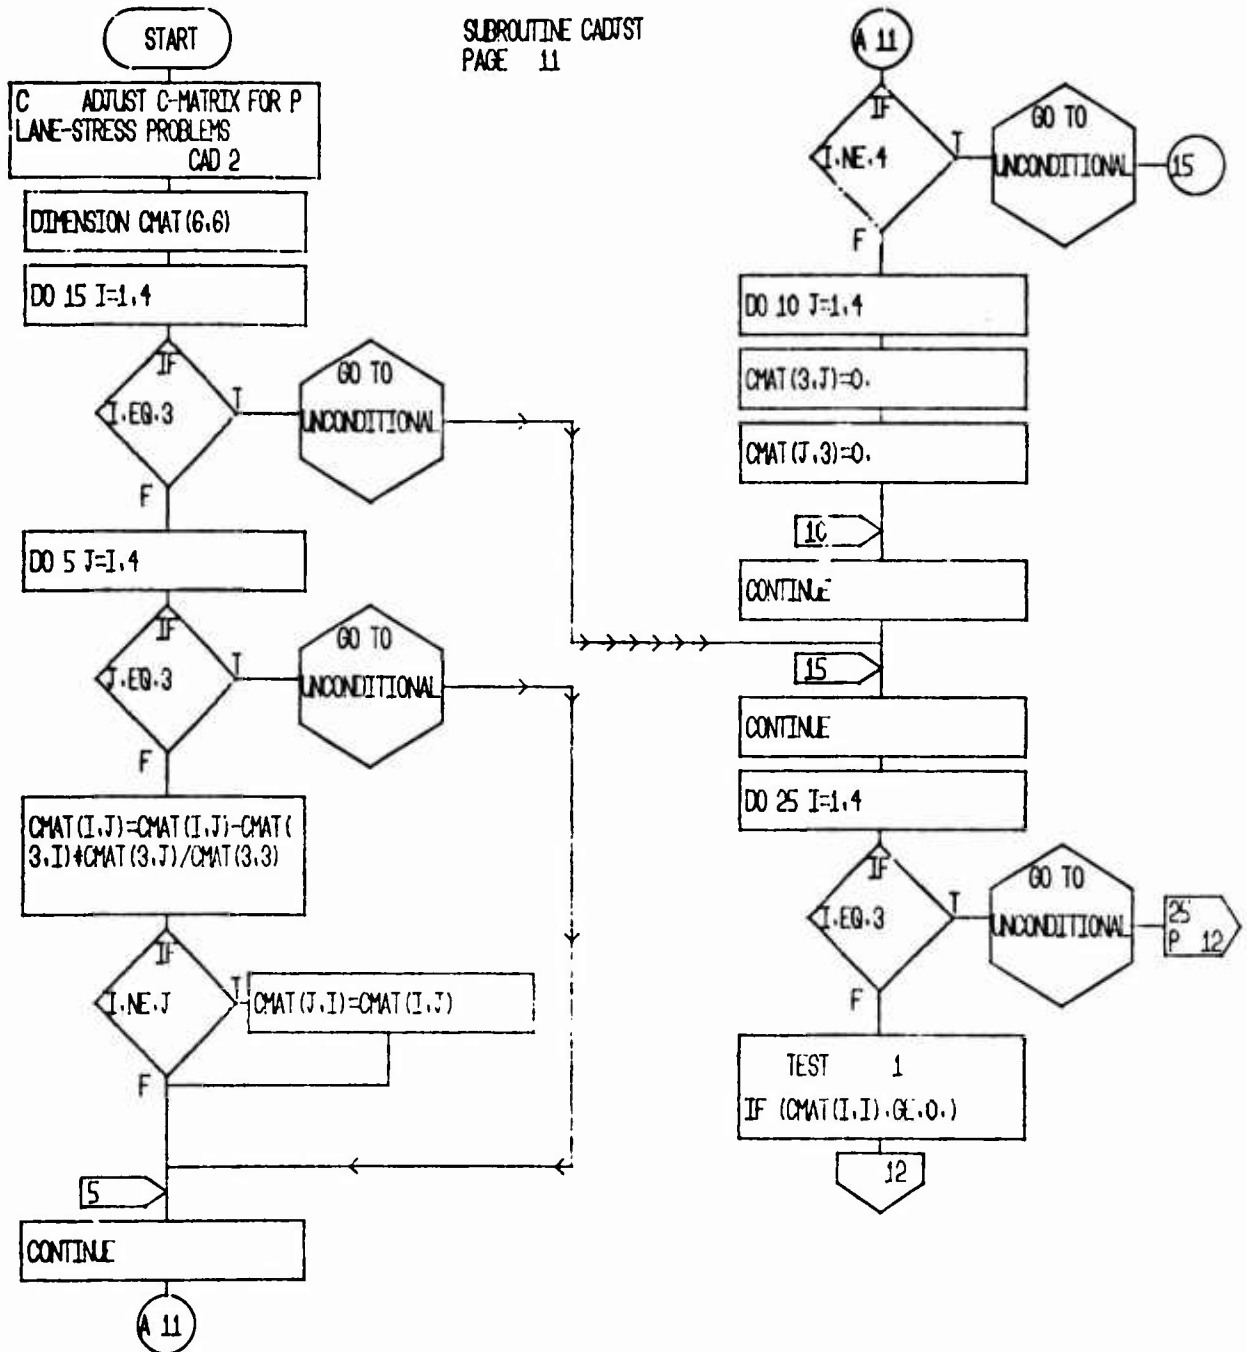 SUBROUTINE CADJST
PAGE 11
START
C ADJUST C-MATRIX FOR P
LANE-STRESS PROBLEMS
CAD 2
DIMENSION CMAT(6,6)
DO 15 I=1,4
IF
I.EQ.3
T
F
GO TO
UNCONDITIONAL
DO 5 J=I,4
IF
J.EQ.3
T
F
GO TO
UNCONDITIONAL
CMAT(I,J)=CMAT(I,J)-CMAT(
3,I)*CMAT(3,J)/CMAT(3,3)
IF
I.NE.J
T
F
CMAT(J,I)=CMAT(I,J)
5
CONTINUE
A 11
A 11
IF
I.NE.4
T
F
GO TO
UNCONDITIONAL
15
DO 10 J=1,4
CMAT(3,J)=0.
CMAT(J,3)=0.
10
CONTINUE
15
CONTINUE
DO 25 I=1,4
IF
I.EQ.3
T
F
GO TO
UNCONDITIONAL
25
P 12
TEST 1
IF (CMAT(I,I).GE.0.)
12